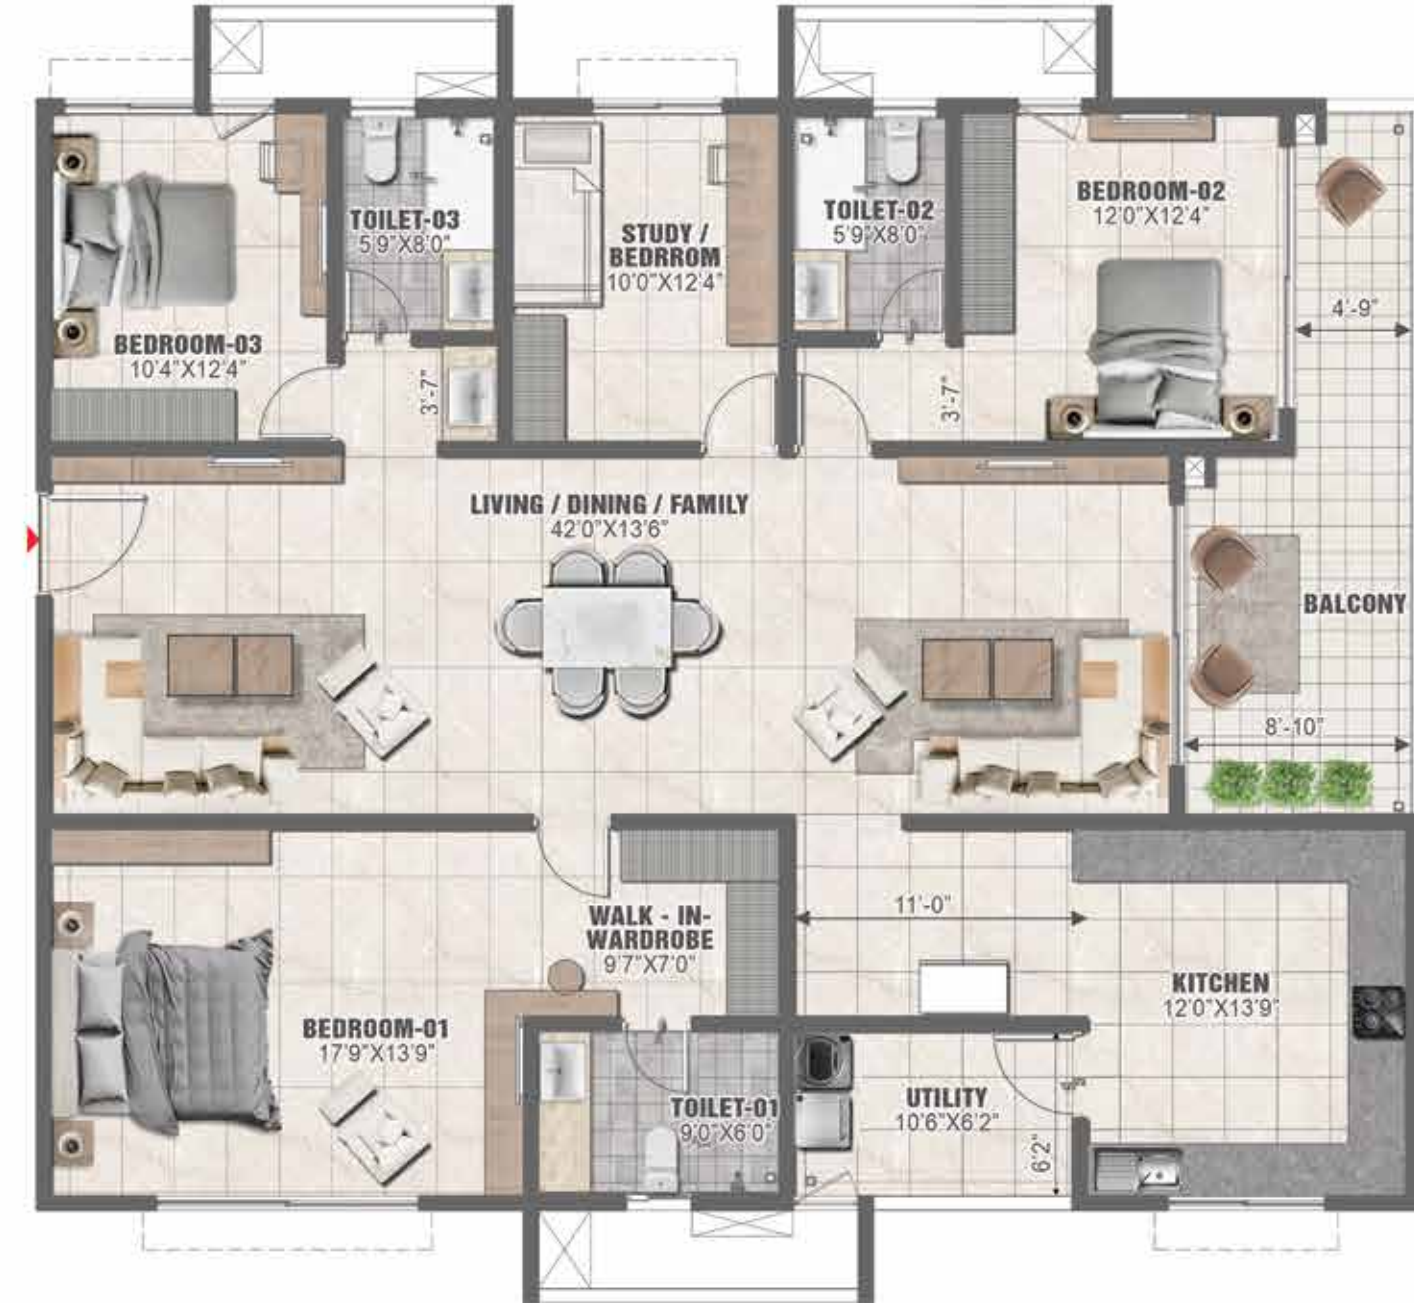 BEDROOM-02
12'0"X12'4"
TOILET-03
5'9"X8'0"
TOILET-02
5'9"X8'0"
STUDY /
BEDRROM
10'0"X12'4"
4'-9"
BEDROOM-03
10'4"X12'4"
3'-7"
3'-7"
LIVING / DINING / FAMILY
42'0"X13'6"
BALCONY
8'-10"
11'-0"
WALK - IN-
WARDROBE
9'7"X7'0"
KITCHEN
12'0"X13'9"
BEDROOM-01
17'9"X13'9"
UTILITY
10'6"X6'2"
TOILET-01
9'0"X6'0"
6'2"